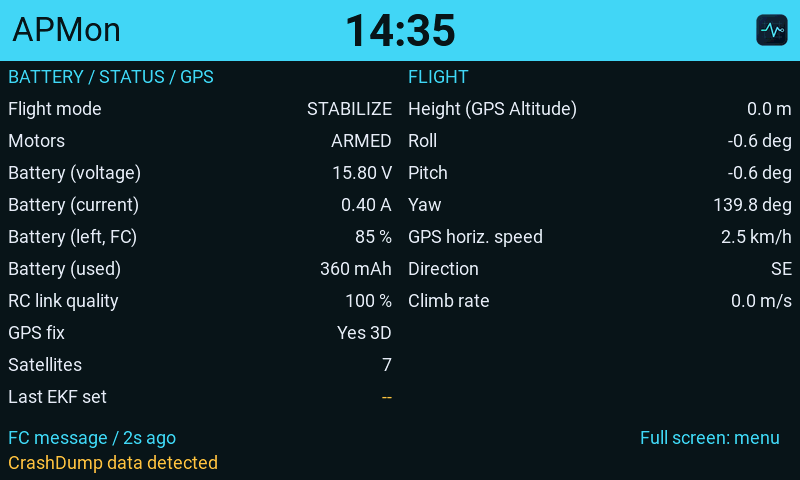 APMon 14:35
BATTERY / STATUS / GPS
Flight mode STABILIZE
Motors ARMED
Battery (voltage) 15.80 V
Battery (current) 0.40 A
Battery (left, FC) 85 %
Battery (used) 360 mAh
RC link quality 100 %
GPS fix Yes 3D
Satellites 7
Last EKF set --
FLIGHT
Height (GPS Altitude) 0.0 m
Roll -0.6 deg
Pitch -0.6 deg
Yaw 139.8 deg
GPS horiz. speed 2.5 km/h
Direction SE
Climb rate 0.0 m/s
FC message / 2s ago
CrashDump data detected
Full screen: menu